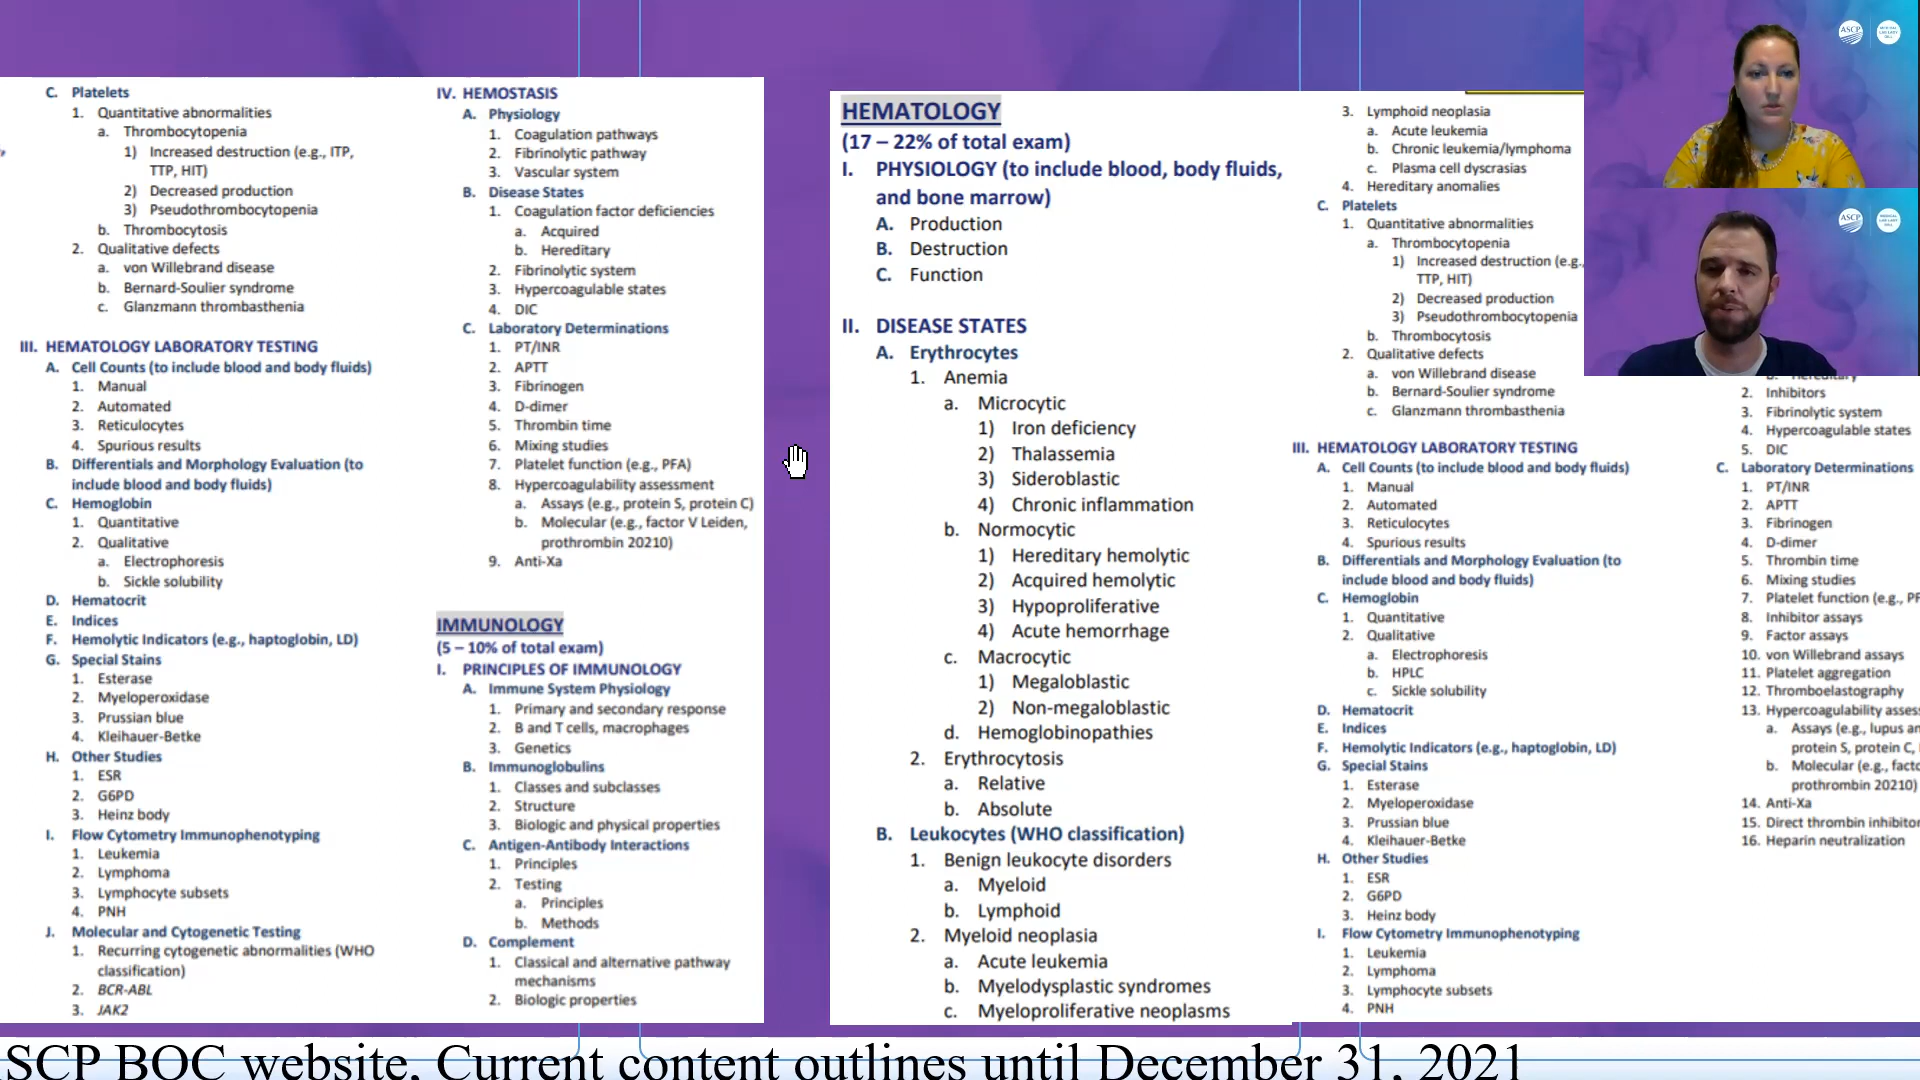 C. Platelets
1. Quantitative abnormalities
a. Thrombocytopenia
1) Increased destruction (e.g., ITP,
TTP, HIT)
2) Decreased production
3) Pseudothrombocytopenia
b. Thrombocytosis
2. Qualitative defects
a. von Willebrand disease
b. Bernard-Soulier syndrome
c. Glanzmann thrombasthenia
III. HEMATOLOGY LABORATORY TESTING
A. Cell Counts (to include blood and body fluids)
1. Manual
2. Automated
3. Reticulocytes
4. Spurious results
B. Differentials and Morphology Evaluation (to
include blood and body fluids)
C. Hemoglobin
1. Quantitative
2. Qualitative
a. Electrophoresis
b. Sickle solubility
D. Hematocrit
E. Indices
F. Hemolytic Indicators (e.g., haptoglobin, LD)
G. Special Stains
1. Esterase
2. Myeloperoxidase
3. Prussian blue
4. Kleihauer-Betke
H. Other Studies
1. ESR
2. G6PD
3. Heinz body
I. Flow Cytometry Immunophenotyping
1. Leukemia
2. Lymphoma
3. Lymphocyte subsets
4. PNH
J. Molecular and Cytogenetic Testing
1. Recurring cytogenetic abnormalities (WHO
classification)
2. BCR-ABL
3. JAK2
IV. HEMOSTASIS
A. Physiology
1. Coagulation pathways
2. Fibrinolytic pathway
3. Vascular system
B. Disease States
1. Coagulation factor deficiencies
a. Acquired
b. Hereditary
2. Fibrinolytic system
3. Hypercoagulable states
4. DIC
C. Laboratory Determinations
1. PT/INR
2. APTT
3. Fibrinogen
4. D-dimer
5. Thrombin time
6. Mixing studies
7. Platelet function (e.g., PFA)
8. Hypercoagulability assessment
a. Assays (e.g., protein S, protein C)
b. Molecular (e.g., factor V Leiden,
prothrombin 20210)
9. Anti-Xa
IMMUNOLOGY
(5 – 10% of total exam)
I. PRINCIPLES OF IMMUNOLOGY
A. Immune System Physiology
1. Primary and secondary response
2. B and T cells, macrophages
3. Genetics
B. Immunoglobulins
1. Classes and subclasses
2. Structure
3. Biologic and physical properties
C. Antigen-Antibody Interactions
1. Principles
2. Testing
a. Principles
b. Methods
D. Complement
1. Classical and alternative pathway
mechanisms
2. Biologic properties
HEMATOLOGY
(17 – 22% of total exam)
I. PHYSIOLOGY (to include blood, body fluids,
and bone marrow)
A. Production
B. Destruction
C. Function
II. DISEASE STATES
A. Erythrocytes
1. Anemia
a. Microcytic
1) Iron deficiency
2) Thalassemia
3) Sideroblastic
4) Chronic inflammation
b. Normocytic
1) Hereditary hemolytic
2) Acquired hemolytic
3) Hypoproliferative
4) Acute hemorrhage
c. Macrocytic
1) Megaloblastic
2) Non-megaloblastic
d. Hemoglobinopathies
2. Erythrocytosis
a. Relative
b. Absolute
B. Leukocytes (WHO classification)
1. Benign leukocyte disorders
a. Myeloid
b. Lymphoid
2. Myeloid neoplasia
a. Acute leukemia
b. Myelodysplastic syndromes
c. Myeloproliferative neoplasms
3. Lymphoid neoplasia
a. Acute leukemia
b. Chronic leukemia/lymphoma
c. Plasma cell dyscrasias
4. Hereditary anomalies
C. Platelets
1. Quantitative abnormalities
a. Thrombocytopenia
1) Increased destruction (e.g.,
TTP, HIT)
2) Decreased production
3) Pseudothrombocytopenia
b. Thrombocytosis
2. Qualitative defects
a. von Willebrand disease
b. Bernard-Soulier syndrome
c. Glanzmann thrombasthenia
III. HEMATOLOGY LABORATORY TESTING
A. Cell Counts (to include blood and body fluids)
1. Manual
2. Automated
3. Reticulocytes
4. Spurious results
B. Differentials and Morphology Evaluation (to
include blood and body fluids)
C. Hemoglobin
1. Quantitative
2. Qualitative
a. Electrophoresis
b. HPLC
c. Sickle solubility
D. Hematocrit
E. Indices
F. Hemolytic Indicators (e.g., haptoglobin, LD)
G. Special Stains
1. Esterase
2. Myeloperoxidase
3. Prussian blue
4. Kleihauer-Betke
H. Other Studies
1. ESR
2. G6PD
3. Heinz body
I. Flow Cytometry Immunophenotyping
1. Leukemia
2. Lymphoma
3. Lymphocyte subsets
4. PNH
2. Inhibitors
3. Fibrinolytic system
4. Hypercoagulable states
5. DIC
C. Laboratory Determinations
1. PT/INR
2. APTT
3. Fibrinogen
4. D-dimer
5. Thrombin time
6. Mixing studies
7. Platelet function (e.g., PF
8. Inhibitor assays
9. Factor assays
10. von Willebrand assays
11. Platelet aggregation
12. Thromboelastography
13. Hypercoagulability asses
a. Assays (e.g., lupus an
protein S, protein C,
b. Molecular (e.g., facto
prothrombin 20210)
14. Anti-Xa
15. Direct thrombin inhibitor
16. Heparin neutralization
ASCP
ASCP
SCP BOC website, Current content outlines until December 31, 2021